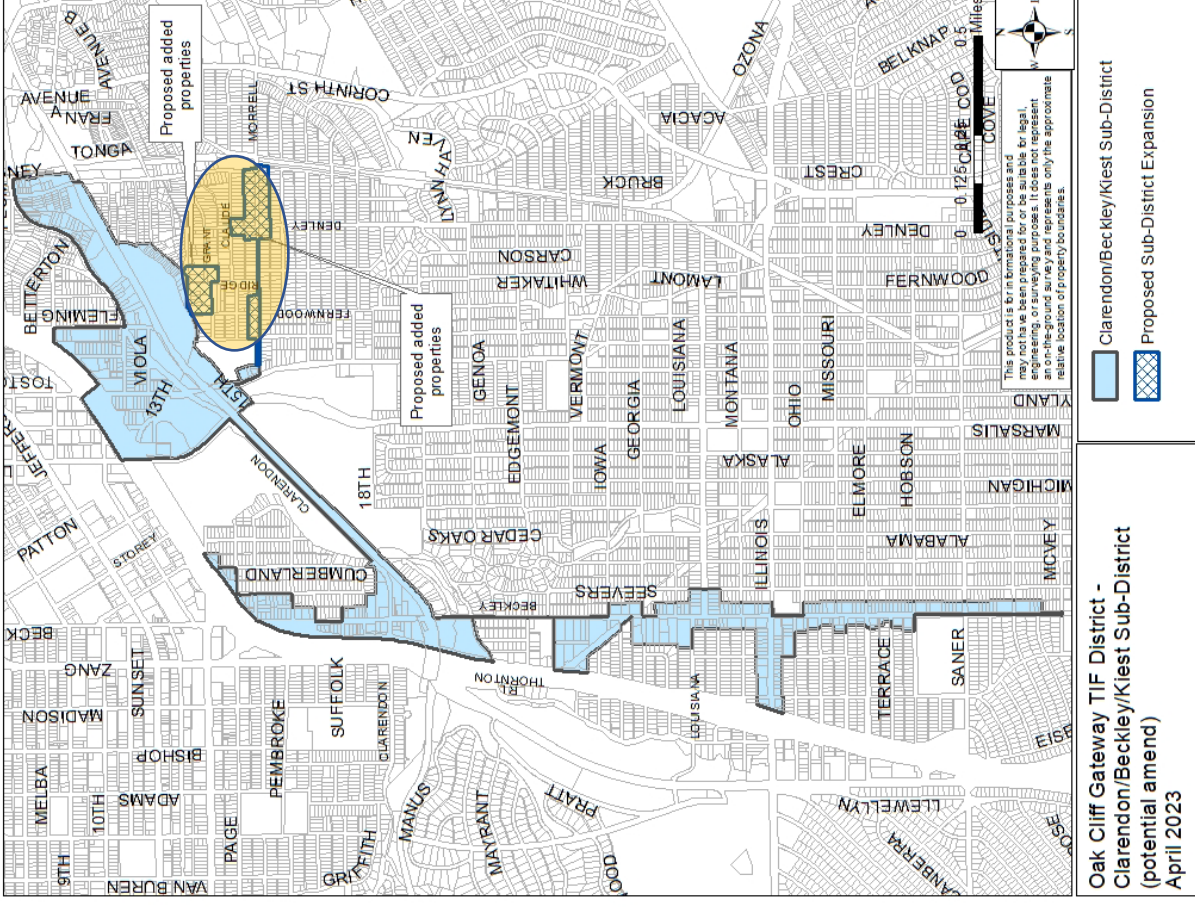 AVENUE B
AVENUE
A
FRAN
TONGA
Proposed added
properties
BETTERTON
FLEMING
VIOLA
13TH
15TH
JEFFER
PATTON
STOREY
CLARENDON
18TH
CUMBERLAND
BECK
ZANG
SUNSET
MADISON
BISHOP
MELBA
10TH
ADAMS
9TH
VAN BUREN
PAGE
PEMBROKE
SUFFOLK
CLARENDON
GRIFFITH
MANUS
MAYRANT
PRATT
THORNTON
RL
BECKLEY
CEDAR OAKS
SEEVERS
MORRELL
CORINTH ST
GRANT
CLAUDE
RIDGE
DENLEY
FERNWOOD
Proposed added
properties
LYNN HAVEN
BRUCK
ACACIA
OZONA
BELKNAP
CREST
CAPE COD
COVE
DENLEY
FERNWOOD
CARSON
WHITAKER
LAMONT
GENOA
EDGEMONT
VERMONT
IOWA
GEORGIA
LOUISIANA
MONTANA
OHIO
MISSOURI
ALASKA
ILLINOIS
ELMORE
HOBSON
ALABAMA
MICHIGAN
MARSALIS
YLAND
MCVEY
LOUISIANA
TERRACE
SANER
EISE
LLEWELLYN
CANBERRA
OOD
0 0.125 0.25 0.5
Miles
N
S
W
This product is for informational purposes and
may not have been prepared for or be suitable for legal,
engineering, or surveying purposes. It does not represent
an on-the-ground survey and represents only the approximate
relative location of property boundaries.
Oak Cliff Gateway TIF District -
Clarendon/Beckley/Kiest Sub-District
(potential amend)
April 2023
Clarendon/Beckley/Kiest Sub-District
Proposed Sub-District Expansion